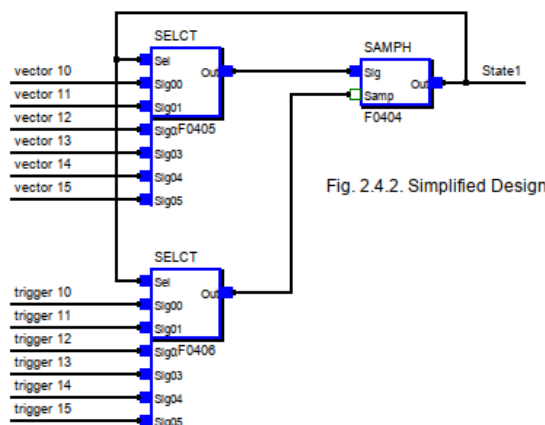 SELCT
Sel
Out
vector 10
Sig00
vector 11
Sig01
vector 12
Sig0
F0405
vector 13
Sig03
vector 14
Sig04
vector 15
Sig05
SAMPH
Sig
Out
Samp
F0404
State1
Fig. 2.4.2. Simplified Design
SELCT
Sel
Out
trigger 10
Sig00
trigger 11
Sig01
trigger 12
Sig0
F0406
trigger 13
Sig03
trigger 14
Sig04
trigger 15
Sig05